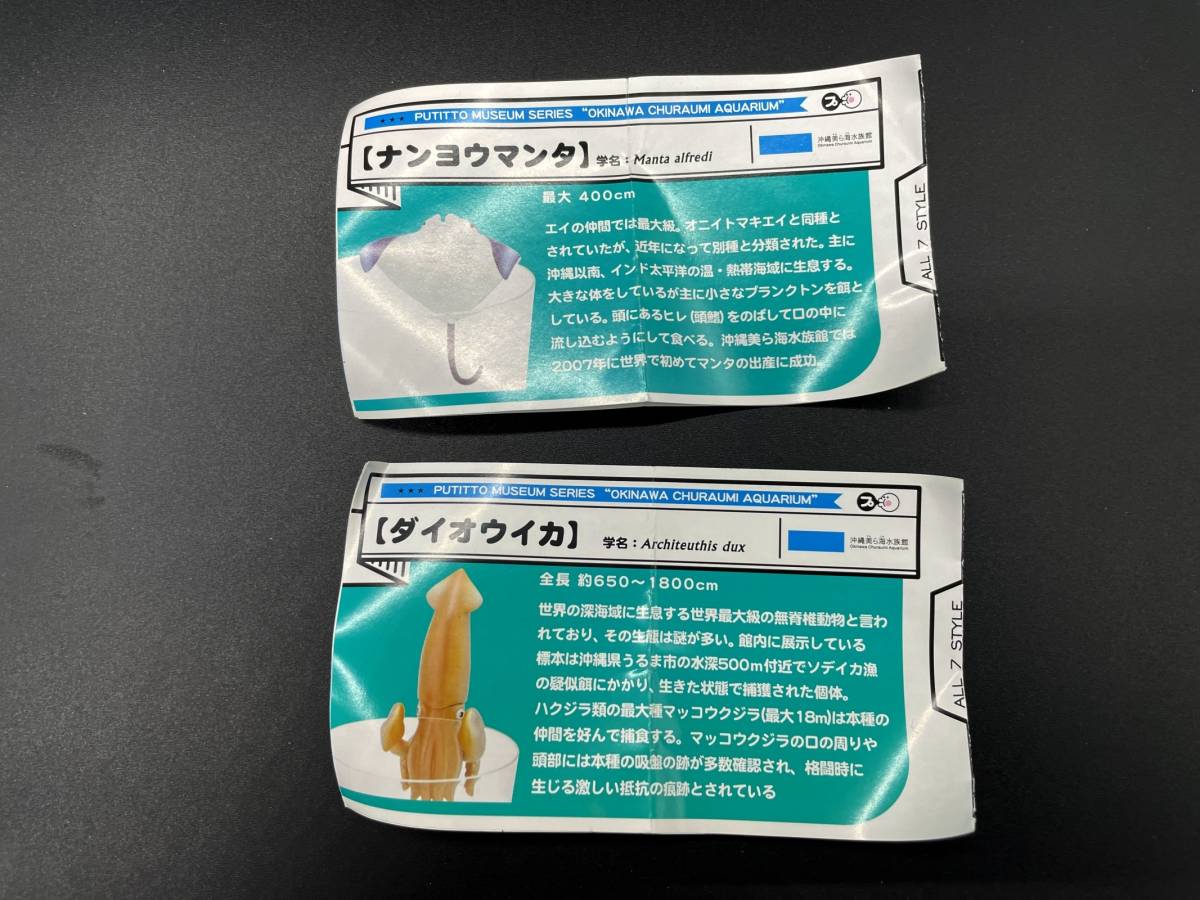 ★★★ PUTITTO MUSEUM SERIES “OKINAWA CHURAUMI AQUARIUM” プ
【ナンヨウマンタ】 学名：Manta alfredi
沖縄美ら海水族館
Okinawa Churaumi Aquarium
最大 400cm
エイの仲間では最大級。オニイトマキエイと同種と
されていたが、近年になって別種と分類された。主に
沖縄以南、インド太平洋の温・熱帯海域に生息する。
大きな体をしているが主に小さなプランクトンを餌と
している。頭にあるヒレ(頭鰭)をのばして口の中に
流し込むようにして食べる。沖縄美ら海水族館では
2007年に世界で初めてマンタの出産に成功。
ALL 7 STYLE
★★★ PUTITTO MUSEUM SERIES “OKINAWA CHURAUMI AQUARIUM” プ
【ダイオウイカ】 学名：Architeuthis dux
沖縄美ら海水族館
Okinawa Churaumi Aquarium
全長 約650～1800cm
世界の深海域に生息する世界最大級の無脊椎動物と言わ
れており、その生態は謎が多い。館内に展示している
標本は沖縄県うるま市の水深500m付近でソデイカ漁
の疑似餌にかかり、生きた状態で捕獲された個体。
ハクジラ類の最大種マッコウクジラ(最大18m)は本種の
仲間を好んで捕食する。マッコウクジラの口の周りや
頭部には本種の吸盤の跡が多数確認され、格闘時に
生じる激しい抵抗の痕跡とされている
ALL 7 STYLE